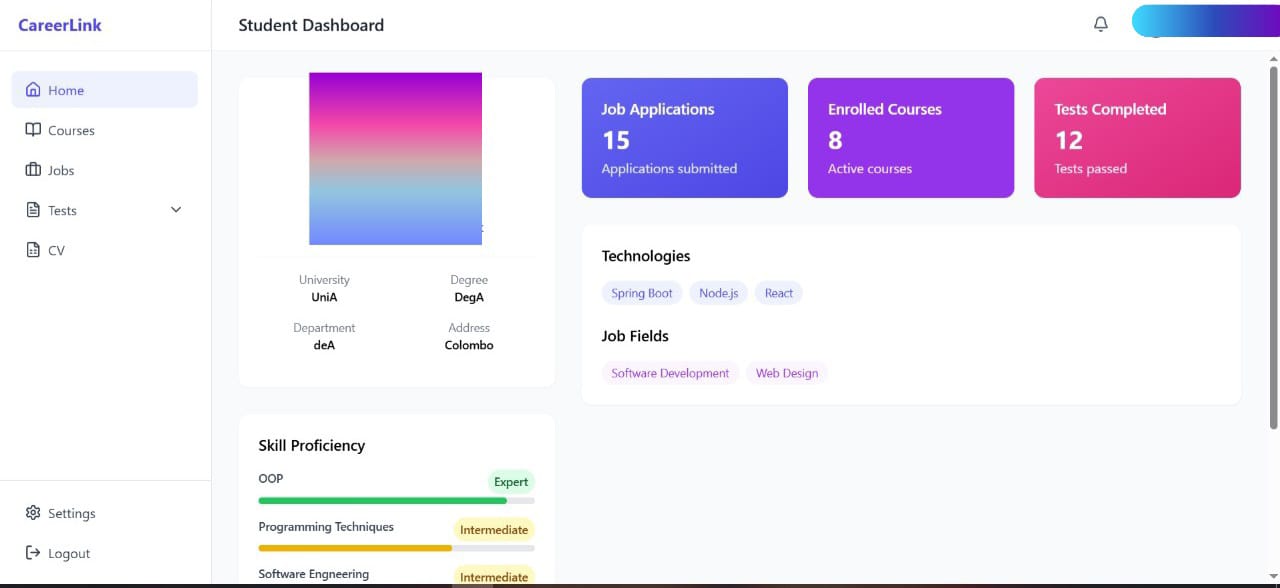 CareerLink
Student Dashboard
Home
Courses
Jobs
Tests
CV
Settings
Logout
University
UniA
Degree
DegA
Department
deA
Address
Colombo
Skill Proficiency
OOP
Expert
Programming Techniques
Intermediate
Software Engneering
Intermediate
Job Applications
15
Applications submitted
Enrolled Courses
8
Active courses
Tests Completed
12
Tests passed
Technologies
Spring Boot Node.js React
Job Fields
Software Development Web Design